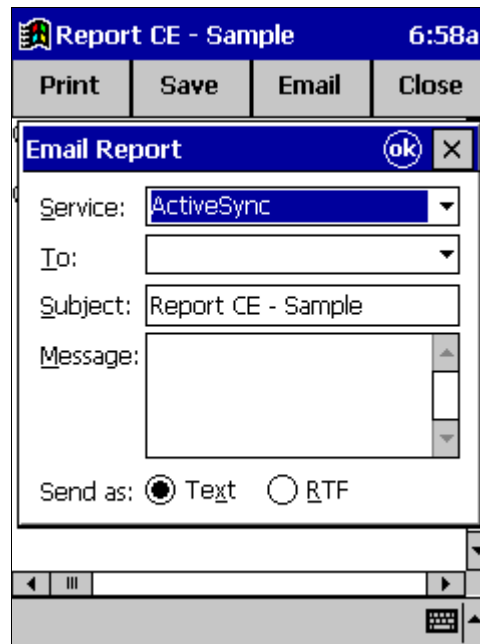 Report CE - Sample 6:58a
Print Save Email Close
Email Report ok
Service: ActiveSync
To:
Subject: Report CE - Sample
Message:
Send as: Text RTF